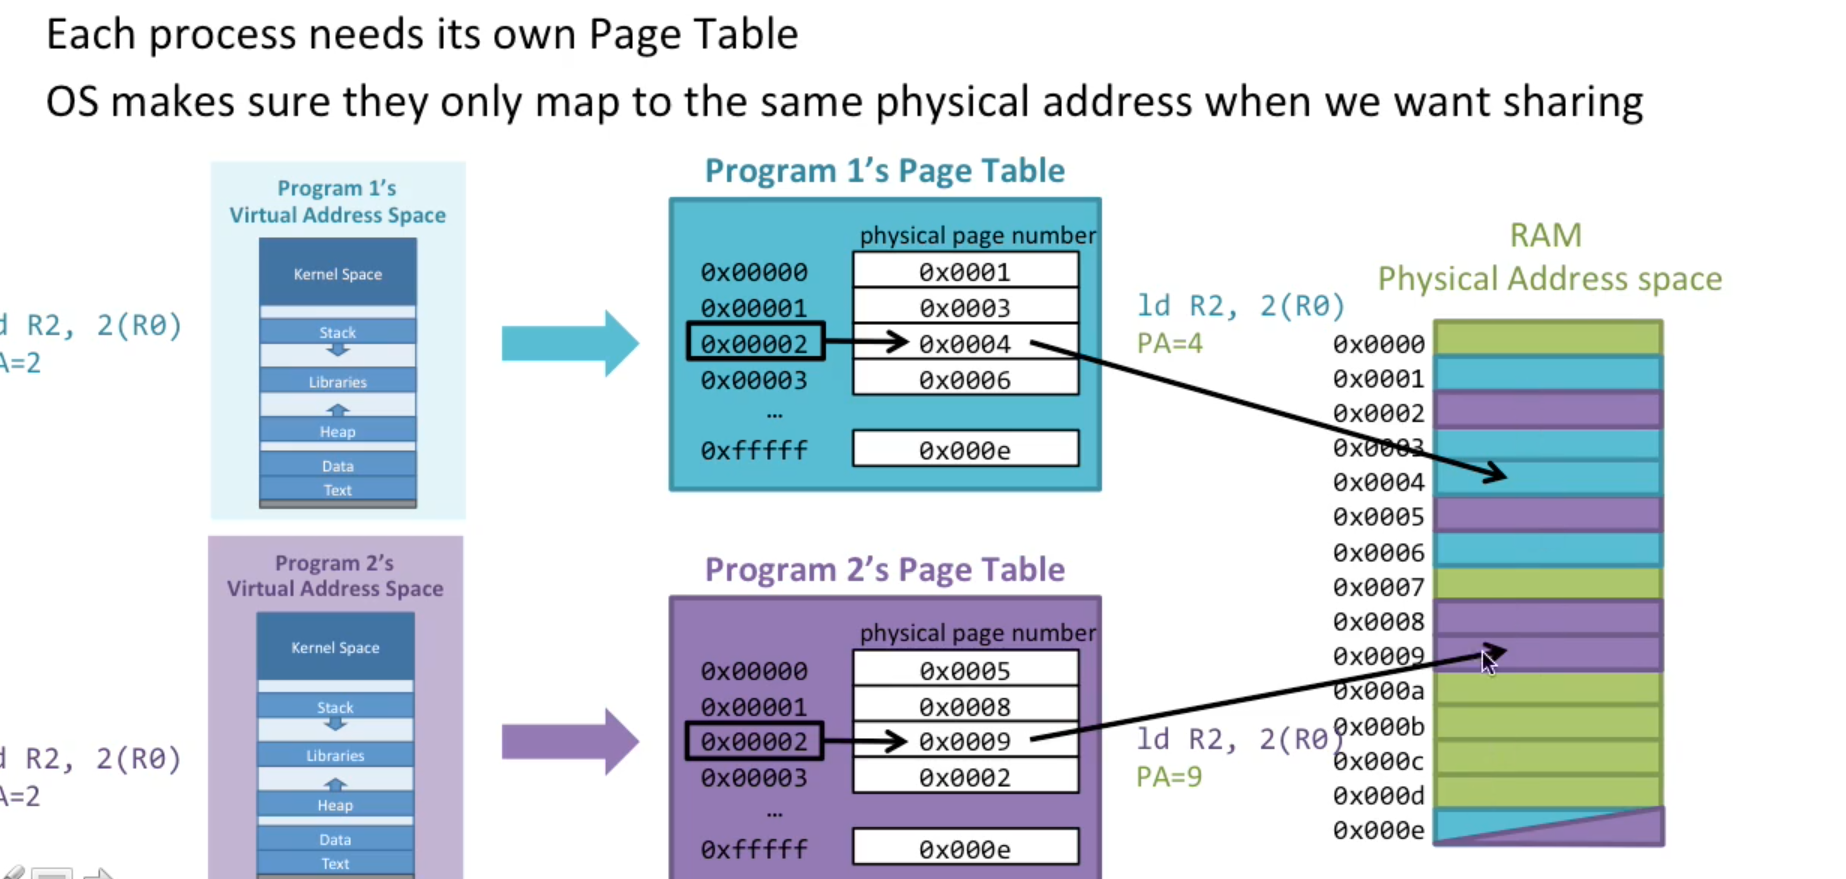 Each process needs its own Page Table
OS makes sure they only map to the same physical address when we want sharing
Program 1's
Virtual Address Space
Kernel Space
Stack
Libraries
Heap
Data
Text
d R2, 2(R0)
A=2
Program 1's Page Table
physical page number
0x00000 0x0001
0x00001 0x0003
0x00002 0x0004
0x00003 0x0006
...
0xfffff 0x000e
ld R2, 2(R0)
PA=4
Program 2's
Virtual Address Space
Kernel Space
Stack
Libraries
Heap
Data
Text
d R2, 2(R0)
A=2
Program 2's Page Table
physical page number
0x00000 0x0005
0x00001 0x0008
0x00002 0x0009
0x00003 0x0002
...
0xfffff 0x000e
ld R2, 2(R0)
PA=9
RAM
Physical Address space
0x0000
0x0001
0x0002
0x0003
0x0004
0x0005
0x0006
0x0007
0x0008
0x0009
0x000a
0x000b
0x000c
0x000d
0x000e